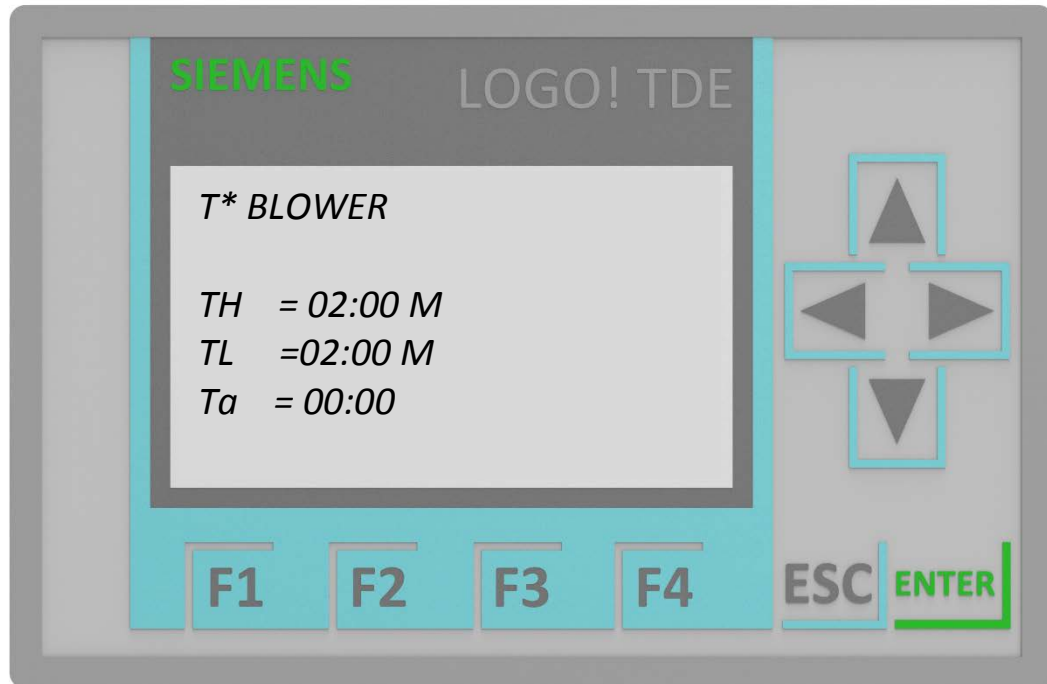 SIEMENS
LOGO! TDE
T* BLOWER
TH = 02:00 M
TL =02:00 M
Ta = 00:00
F1 F2 F3 F4 ESC ENTER